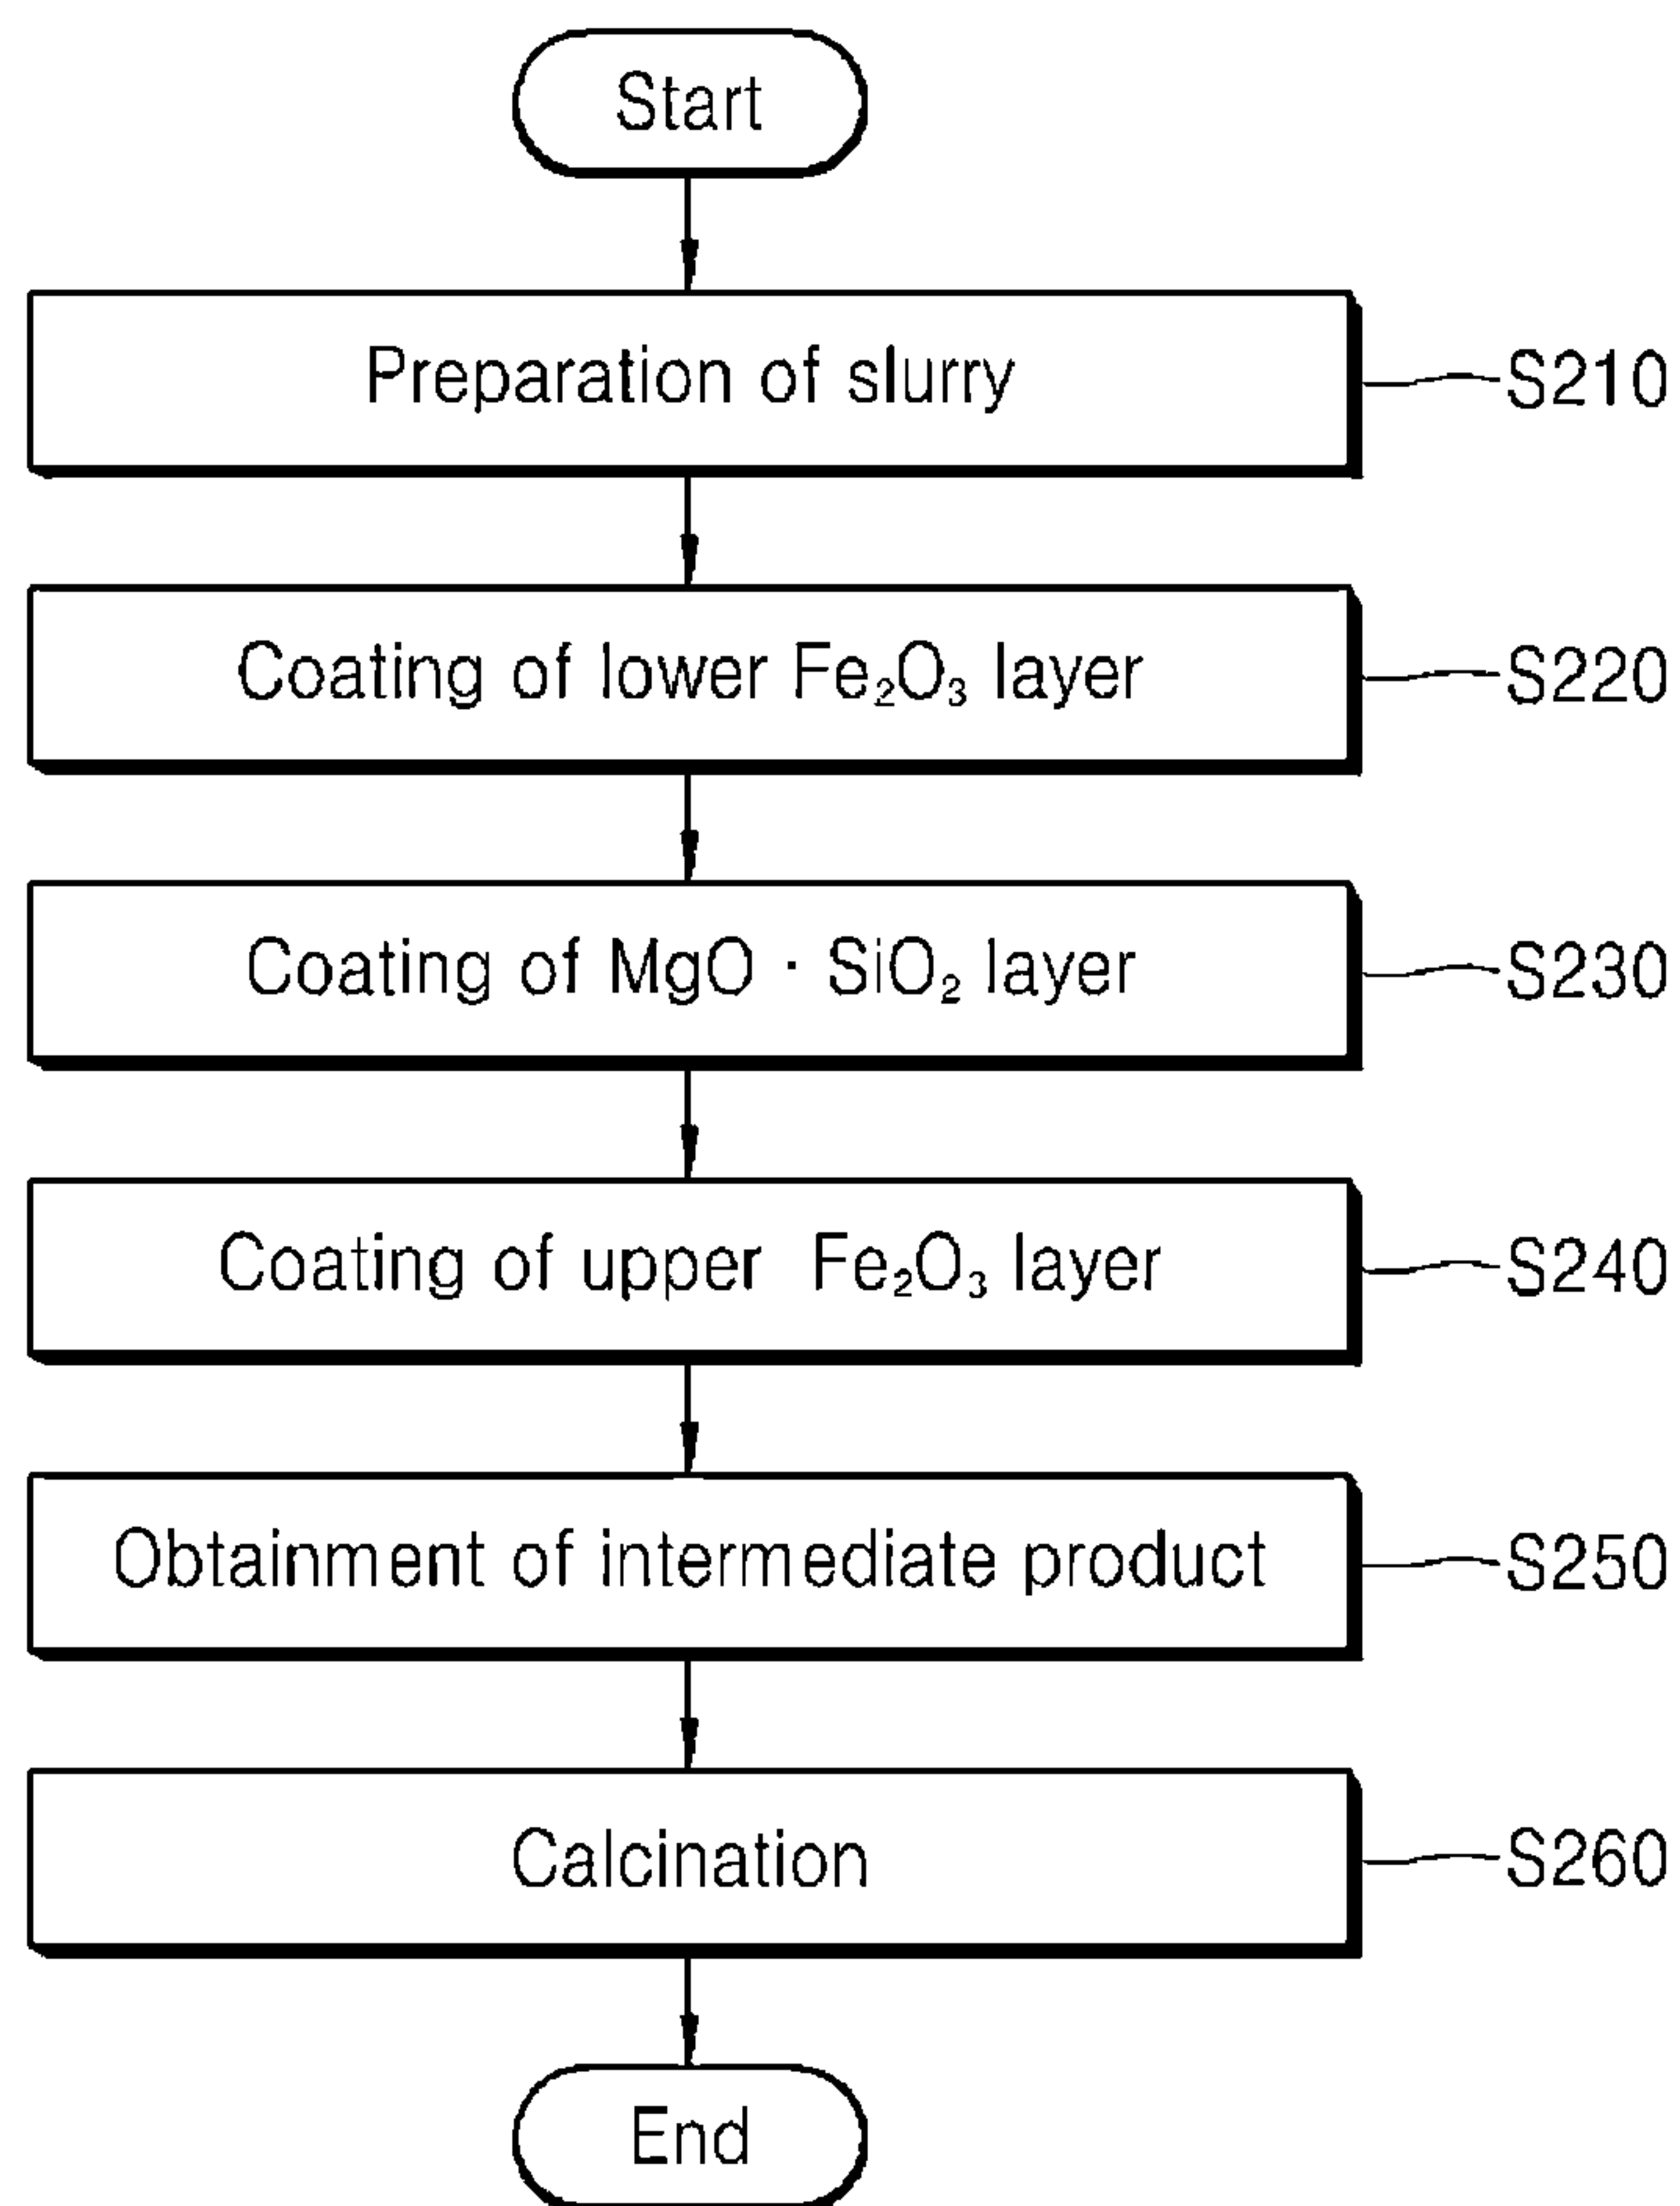 Start
Preparation of slurry S210
Coating of lower Fe₂O₃ layer S220
Coating of MgO · SiO₂ layer S230
Coating of upper Fe₂O₃ layer S240
Obtainment of intermediate product S250
Calcination S260
End